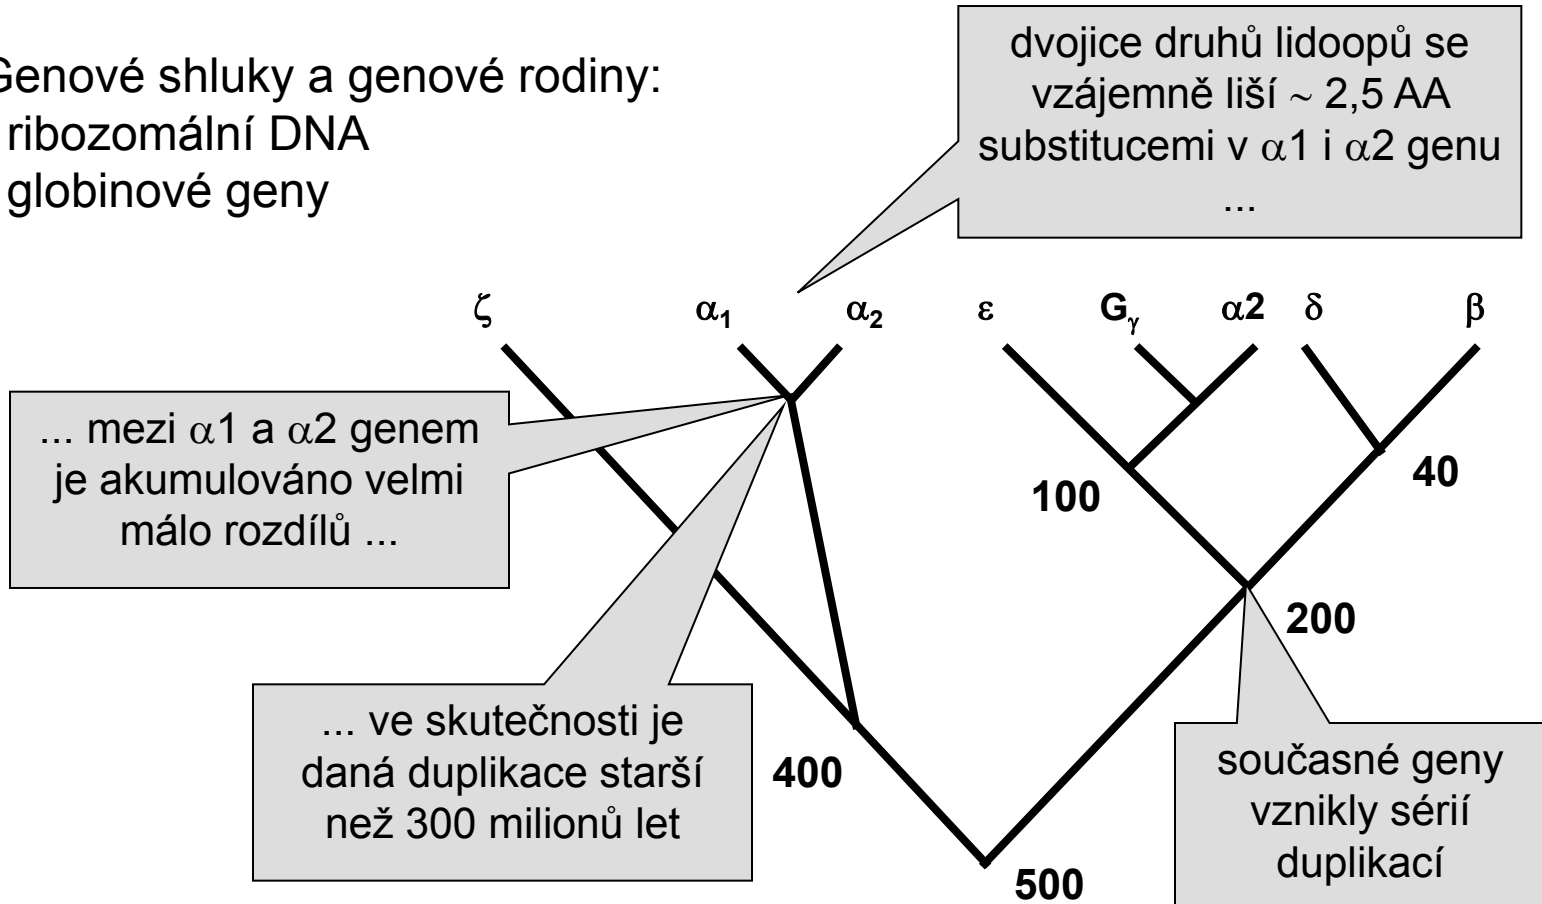 Genové shluky a genové rodiny:
ribozomální DNA
globinové geny
dvojice druhů lidoopů se
vzájemně liší ~ 2,5 AA
substitucemi v α1 i α2 genu
...
ζ α₁ α₂ ε Gᵧ α2 δ β
... mezi α1 a α2 genem
je akumulováno velmi
málo rozdílů ...
100
40
200
... ve skutečnosti je
daná duplikace starší
než 300 milionů let
400
současné geny
vznikly sérií
duplikací
500